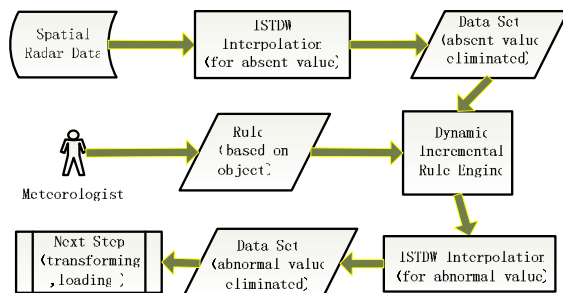 Spatial
Radar Data
ISTDW
Interpolation
(for absent value)
Data Set
(absent value
eliminated)
Meteorologist
Rule
(based on
object)
Dynamic
Incremental
Rule Engine
Next Step
(transforming
,loading )
Data Set
(abnormal value
eliminated)
ISTDW Interpolation
(for abnormal value)